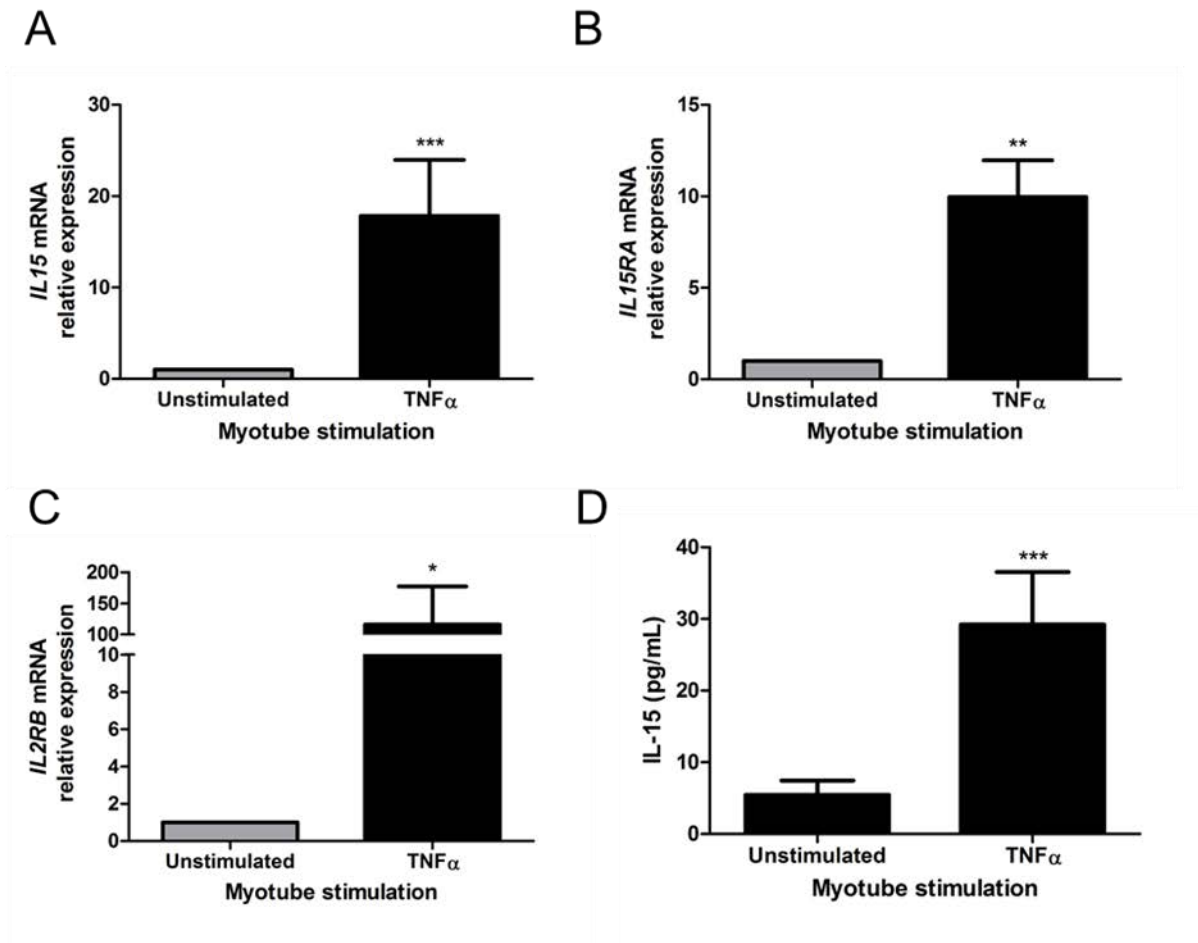 A
IL15 mRNA
relative expression
30
20
10
0
***
Unstimulated
TNFα
Myotube stimulation
B
IL15RA mRNA
relative expression
15
10
5
0
**
Unstimulated
TNFα
Myotube stimulation
C
IL2RB mRNA
relative expression
200
150
100
10
8
6
4
2
0
*
Unstimulated
TNFα
Myotube stimulation
D
IL-15 (pg/mL)
40
30
20
10
0
***
Unstimulated
TNFα
Myotube stimulation